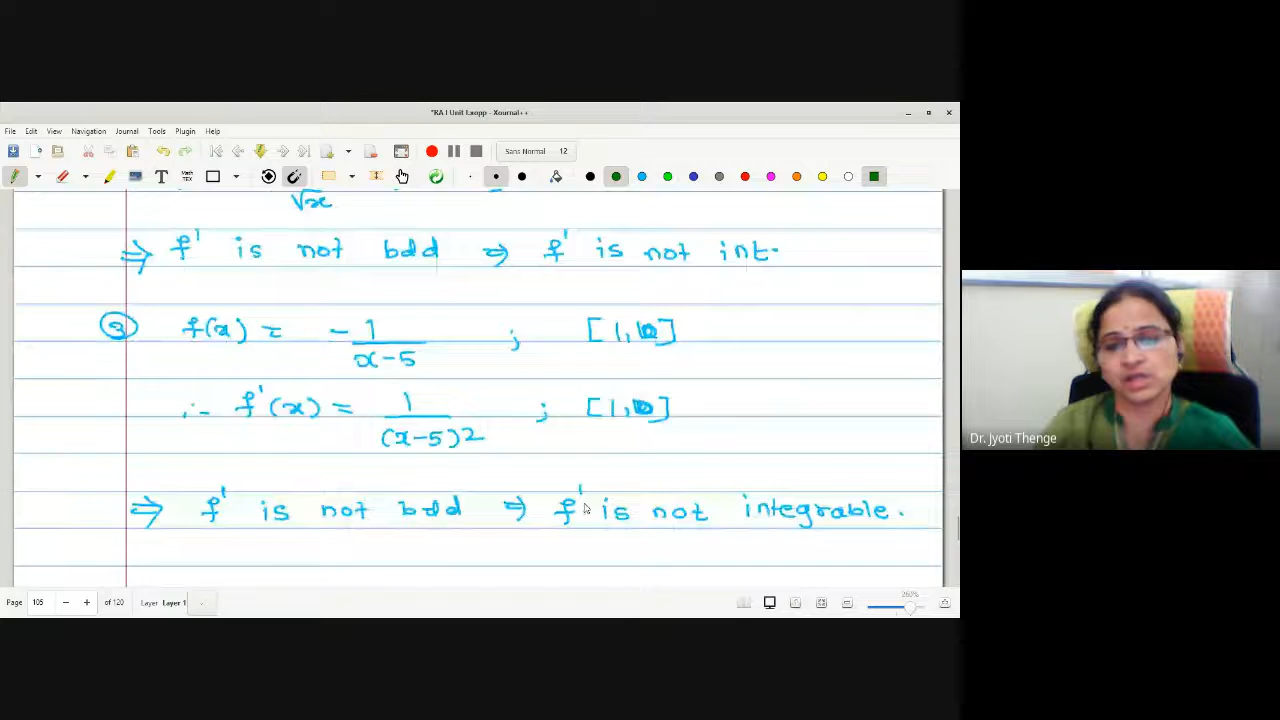 *RA I Unit I.xopp - Xournal++
File Edit View Navigation Journal Tools Plugin Help
Sans Normal 12
√x
⇒ f' is not bdd ⇒ f' is not int.
③ f(x) = -1/(x-5) ; [1,10]
∴ f'(x) = 1/(x-5)2 ; [1,10]
⇒ f' is not bdd ⇒ f' is not integrable.
Dr. Jyoti Thenge
Page 105 of 120 Layer Layer 1
260%